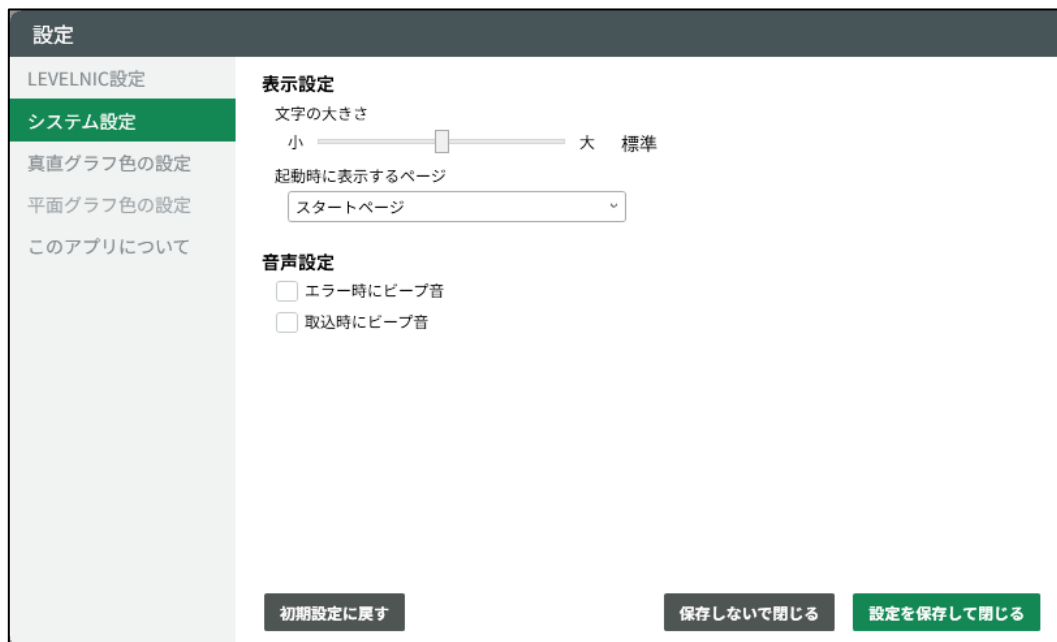 設定
LEVELNIC設定
システム設定
真直グラフ色の設定
平面グラフ色の設定
このアプリについて
表示設定
文字の大きさ
小 大 標準
起動時に表示するページ
スタートページ
音声設定
エラー時にビープ音
取込時にビープ音
初期設定に戻す 保存しないで閉じる 設定を保存して閉じる